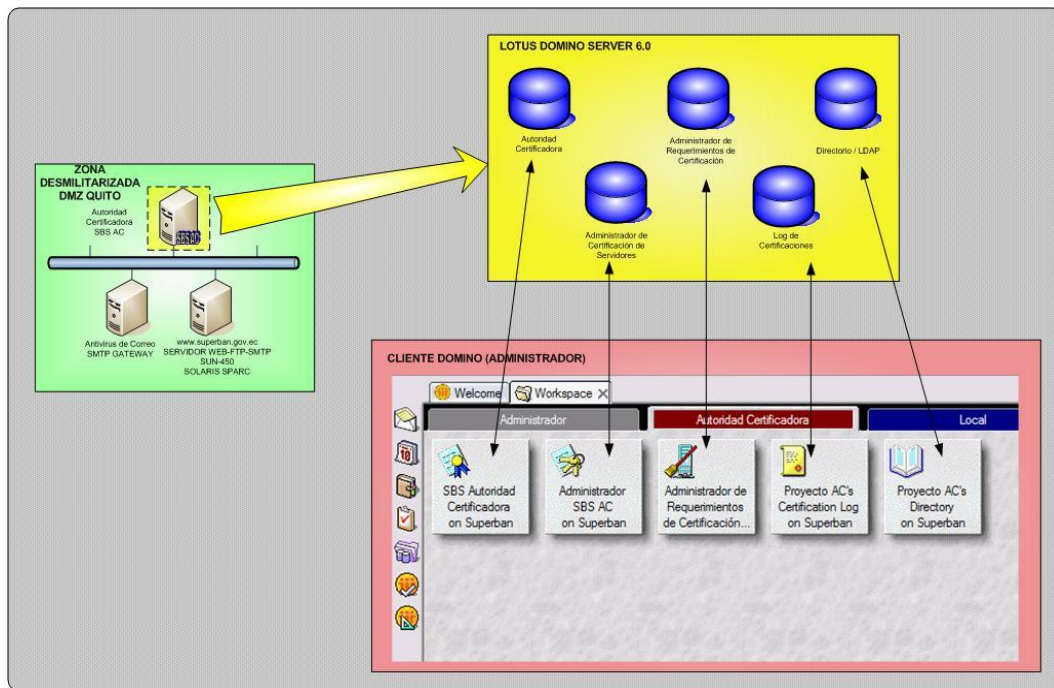 LOTUS DOMINO SERVER 6.0
Autoridad
Certificadora
Administrador de
Requerimientos de
Certificación
Directorio / LDAP
Administrador de
Certificación de
Servidores
Log de
Certificaciones
ZONA
DESMILITARIZADA
DMZ QUITO
Autoridad
Certificadora
SBS AC
SBS AC
Antivirus de Correo
SMTP GATEWAY
www.superban.gov.ec
SERVIDOR WEB-FTP-SMTP
SUN-450
SOLARIS SPARC
CLIENTE DOMINO (ADMINISTRADOR)
Welcome
Workspace
Administrador
Autoridad Certificadora
Local
18
SBS Autoridad
Certificadora
on Superban
Administrador
SBS AC
on Superban
Administrador de
Requerimientos
de Certificación...
Proyecto AC's
Certification Log
on Superban
Proyecto AC's
Directory
on Superban